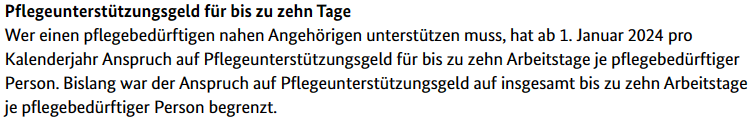 Pflegeunterstützungsgeld für bis zu zehn Tage
Wer einen pflegebedürftigen nahen Angehörigen unterstützen muss, hat ab 1. Januar 2024 pro
Kalenderjahr Anspruch auf Pflegeunterstützungsgeld für bis zu zehn Arbeitstage je pflegebedürftiger
Person. Bislang war der Anspruch auf Pflegeunterstützungsgeld auf insgesamt bis zu zehn Arbeitstage
je pflegebedürftiger Person begrenzt.